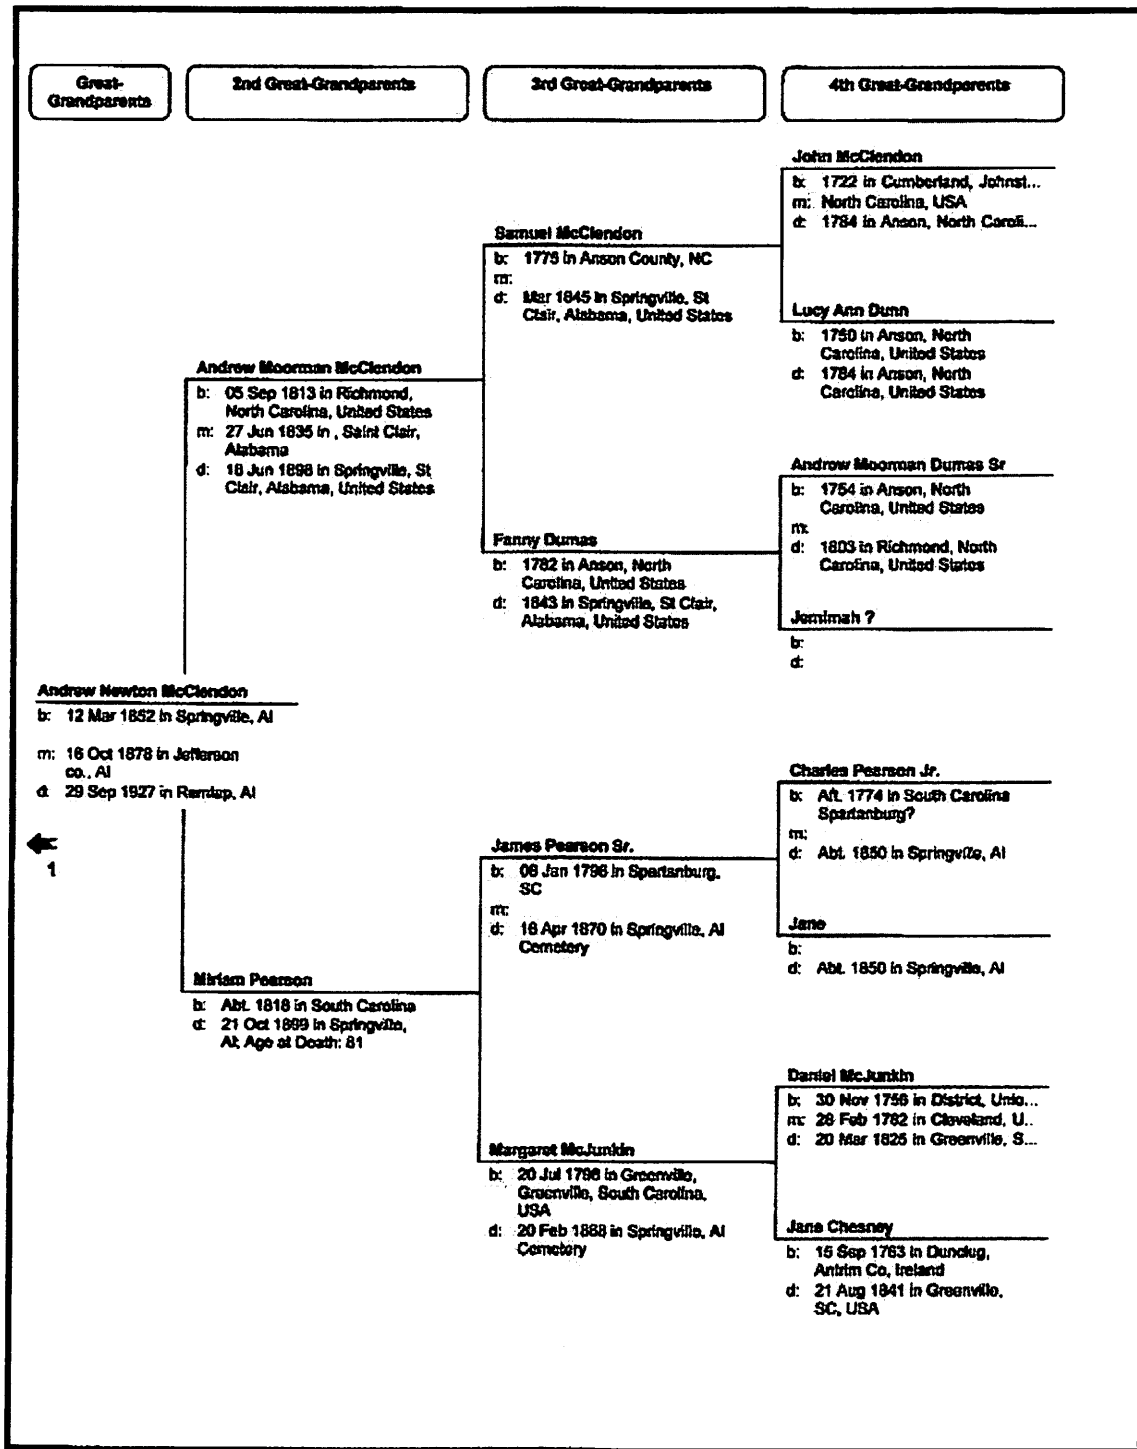 Great-
Grandparents
2nd Great-Grandparents
3rd Great-Grandparents
4th Great-Grandparents
John McClendon
b: 1722 in Cumberland, Johnst...
m: North Carolina, USA
d: 1784 in Anson, North Caroli...
Samuel McClendon
b: 1775 in Anson County, NC
m:
d: Mar 1845 in Springville, St
Clair, Alabama, United States
Lucy Ann Dunn
b: 1750 in Anson, North
Carolina, United States
d: 1784 in Anson, North
Carolina, United States
Andrew Moorman McClendon
b: 05 Sep 1813 in Richmond,
North Carolina, United States
m: 27 Jun 1835 in , Saint Clair,
Alabama
d: 18 Jun 1898 in Springville, St
Clair, Alabama, United States
Andrew Moorman Dumas Sr
b: 1754 in Anson, North
Carolina, United States
m:
d: 1803 in Richmond, North
Carolina, United States
Fanny Dumas
b: 1782 in Anson, North
Carolina, United States
d: 1843 in Springville, St Clair,
Alabama, United States
Jemimah ?
b:
d:
Andrew Newton McClendon
b: 12 Mar 1852 in Springville, Al
m: 16 Oct 1878 in Jefferson
co., Al
d: 29 Sep 1927 in Remlap, Al
1
Charles Pearson Jr.
b: Aft. 1774 in South Carolina
Spartanburg?
m:
d: Abt. 1850 in Springville, Al
James Pearson Sr.
b: 08 Jan 1796 in Spartanburg,
SC
m:
d: 16 Apr 1870 in Springville, Al
Cemetery
Jane
b:
d: Abt. 1850 in Springville, Al
Miriam Pearson
b: Abt. 1818 in South Carolina
d: 21 Oct 1899 in Springville,
Al; Age at Death: 81
Daniel McJunkin
b: 30 Nov 1756 in District, Unio...
m: 28 Feb 1782 in Cleveland, U..
d: 20 Mar 1825 in Greenville, S...
Margaret McJunkin
b: 20 Jul 1798 in Greenville,
Greenville, South Carolina,
USA
d: 20 Feb 1888 in Springville, Al
Cemetery
Jane Chesney
b: 15 Sep 1763 in Dunclug,
Antrim Co, Ireland
d: 21 Aug 1841 in Greenville,
SC, USA